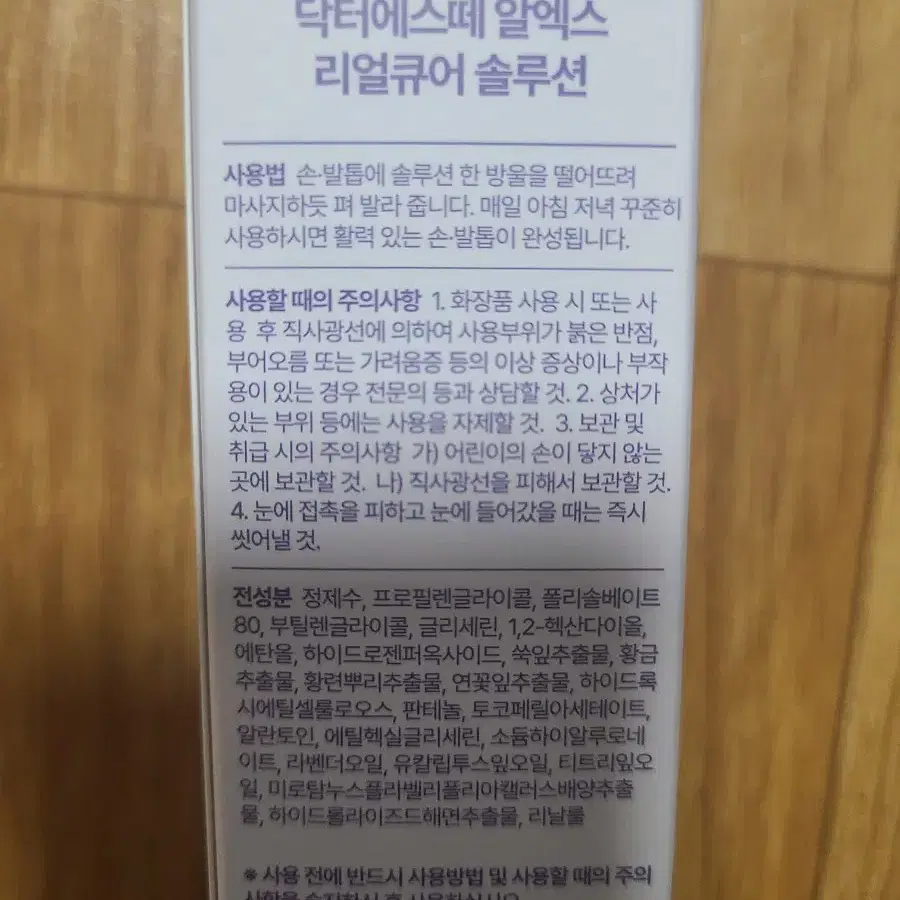 닥터에스떼 알엑스
리얼큐어 솔루션
사용법 손·발톱에 솔루션 한 방울을 떨어뜨려
마사지하듯 펴 발라 줍니다. 매일 아침 저녁 꾸준히
사용하시면 활력 있는 손·발톱이 완성됩니다.
사용할 때의 주의사항 1. 화장품 사용 시 또는 사
용 후 직사광선에 의하여 사용부위가 붉은 반점,
부어오름 또는 가려움증 등의 이상 증상이나 부작
용이 있는 경우 전문의 등과 상담할 것. 2. 상처가
있는 부위 등에는 사용을 자제할 것. 3. 보관 및
취급 시의 주의사항 가) 어린이의 손이 닿지 않는
곳에 보관할 것. 나) 직사광선을 피해서 보관할 것.
4. 눈에 접촉을 피하고 눈에 들어갔을 때는 즉시
씻어낼 것.
전성분 정제수, 프로필렌글라이콜, 폴리솔베이트
80, 부틸렌글라이콜, 글리세린, 1,2-헥산다이올,
에탄올, 하이드로젠퍼옥사이드, 쑥잎추출물, 황금
추출물, 황련뿌리추출물, 연꽃잎추출물, 하이드록
시에틸셀룰로오스, 판테놀, 토코페릴아세테이트,
알란토인, 에틸헥실글리세린, 소듐하이알루로네
이트, 라벤더오일, 유칼립투스잎오일, 티트리잎오
일, 미로탐누스플라벨리폴리아캘러스배양추출
물, 하이드롤라이즈드해면추출물, 리날룰
※ 사용 전에 반드시 사용방법 및 사용할 때의 주의
사항을 숙지하신 후 사용하십시오